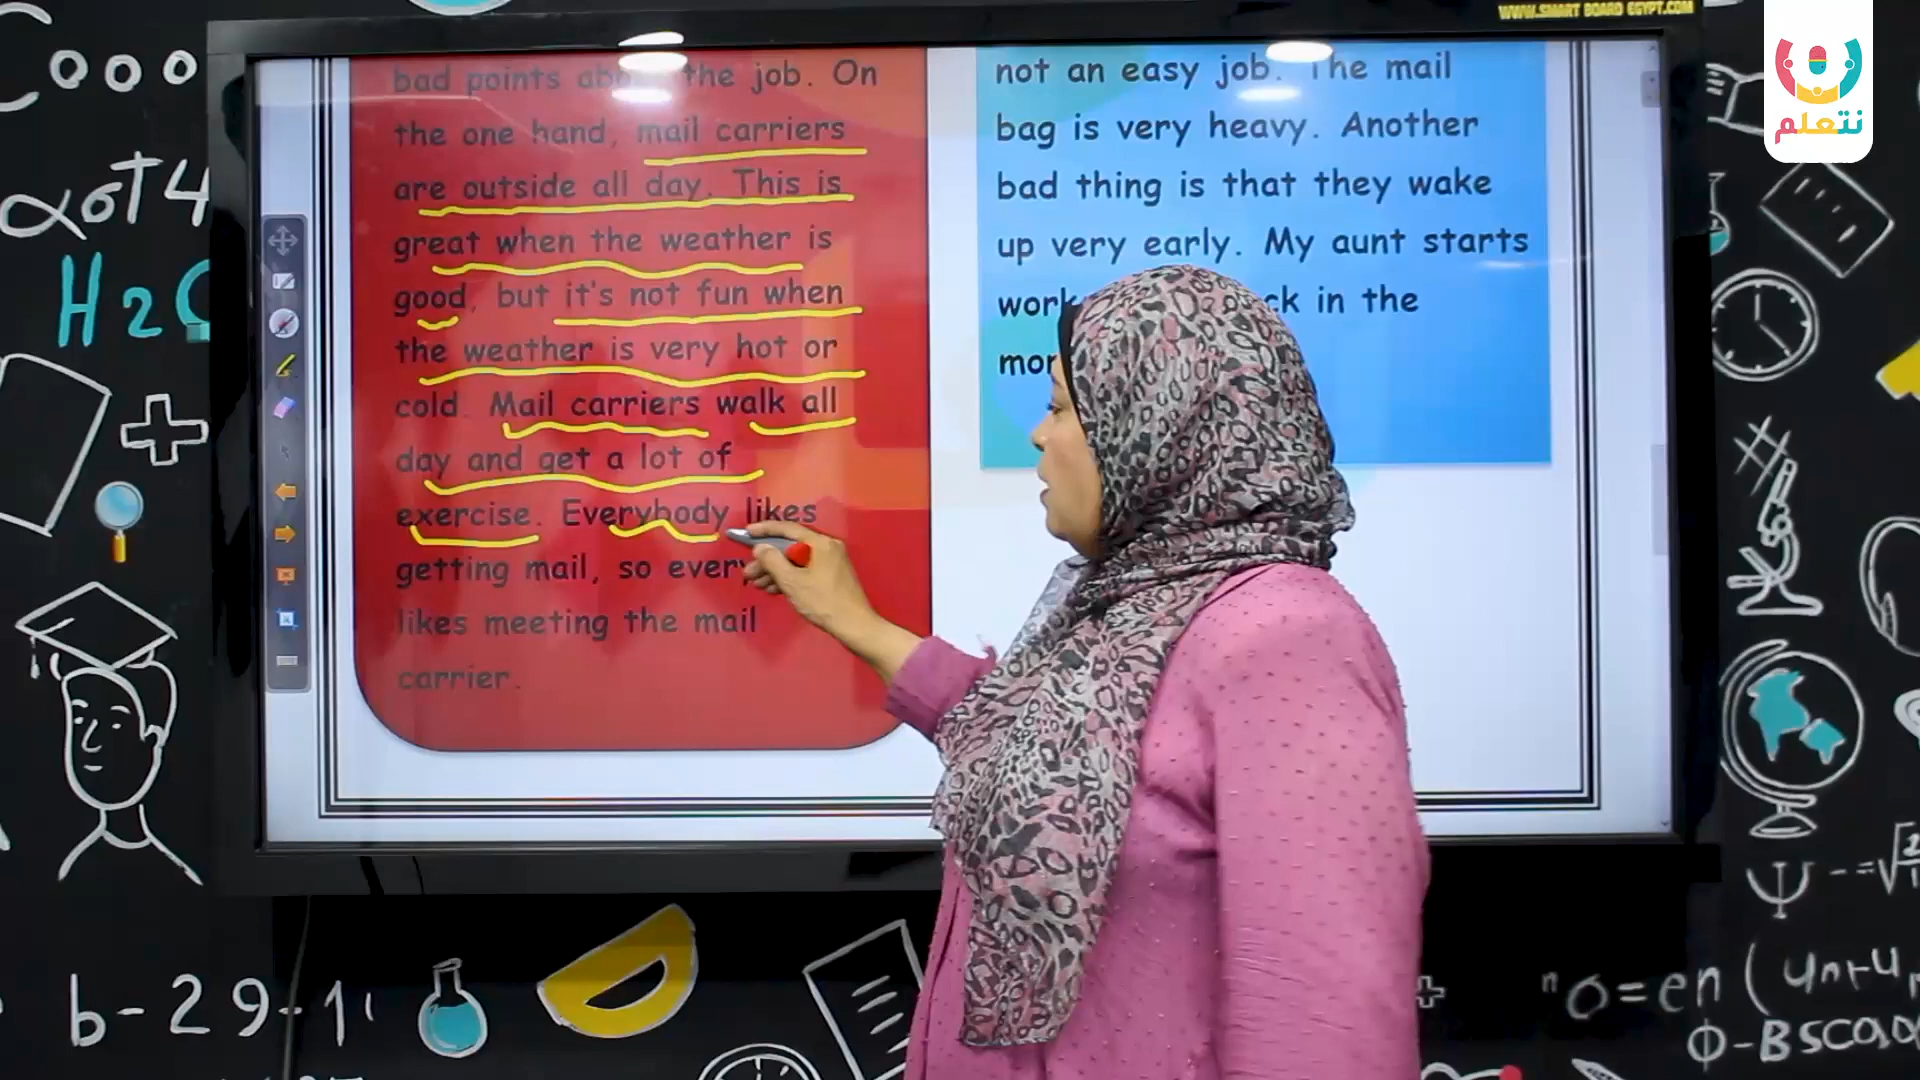 WWW.SMART BOARD EGYPT.COM
نتعلم
bad points the job. On
the one hand, mail carriers
are outside all day. This is
great when the weather is
good, but it's not fun when
the weather is very hot or
cold. Mail carriers walk all
day and get a lot of
exercise. Everybody likes
getting mail, so
likes meeting the mail
carrier.
not an easy job. The mail
bag is very heavy. Another
bad thing is that they wake
up very early. My aunt starts
in the
H2
b-29-1